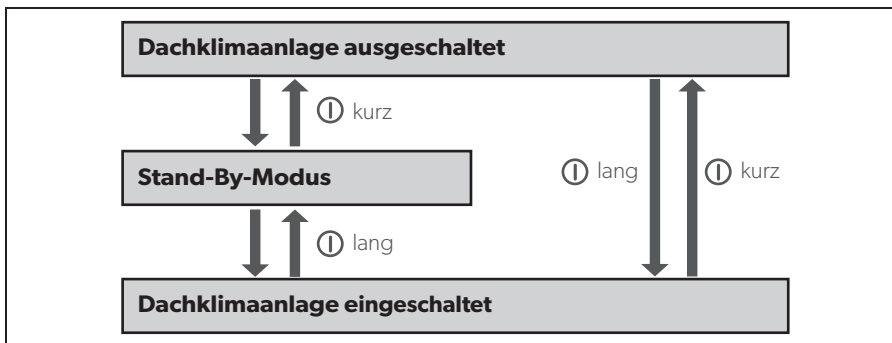 Dachklimaanlage ausgeschaltet
kurz
Stand-By-Modus
lang
kurz
lang
Dachklimaanlage eingeschaltet